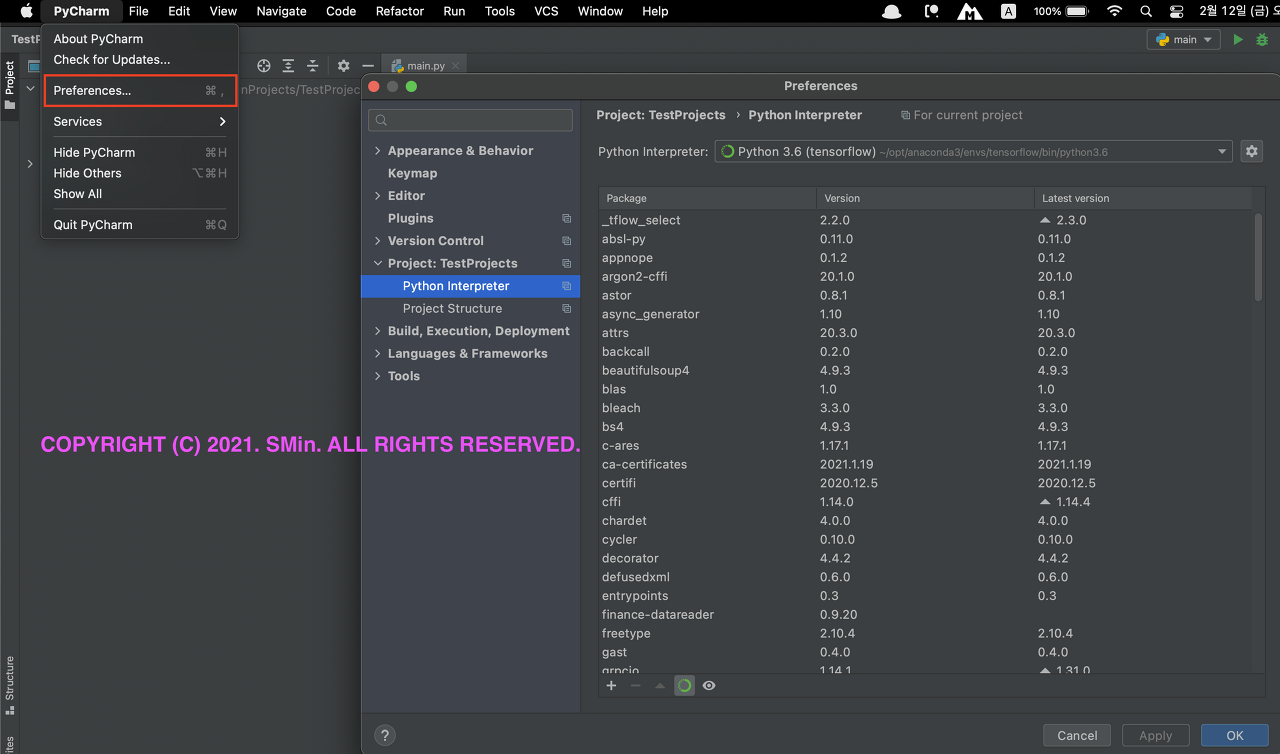 PyCharm File Edit View Navigate Code Refactor Run Tools VCS Window Help A 100% 2월 12일 (금)
About PyCharm
Check for Updates...
Preferences... ⌘ ,
Services
Hide PyCharm ⌘H
Hide Others ⌥⌘H
Show All
Quit PyCharm ⌘Q
TestP
main
Project
main.py
nProjects/TestProjec
Structure
Preferences
Appearance & Behavior
Keymap
Editor
Plugins
Version Control
Project: TestProjects
Python Interpreter
Project Structure
Build, Execution, Deployment
Languages & Frameworks
Tools
Project: TestProjects › Python Interpreter For current project
Python Interpreter: Python 3.6 (tensorflow) ~/opt/anaconda3/envs/tensorflow/bin/python3.6
Package Version Latest version
_tflow_select 2.2.0 2.3.0
absl-py 0.11.0 0.11.0
appnope 0.1.2 0.1.2
argon2-cffi 20.1.0 20.1.0
astor 0.8.1 0.8.1
async_generator 1.10 1.10
attrs 20.3.0 20.3.0
backcall 0.2.0 0.2.0
beautifulsoup4 4.9.3 4.9.3
blas 1.0 1.0
bleach 3.3.0 3.3.0
bs4 4.9.3 4.9.3
c-ares 1.17.1 1.17.1
ca-certificates 2021.1.19 2021.1.19
certifi 2020.12.5 2020.12.5
cffi 1.14.0 1.14.4
chardet 4.0.0 4.0.0
cycler 0.10.0 0.10.0
decorator 4.4.2 4.4.2
defusedxml 0.6.0 0.6.0
entrypoints 0.3 0.3
finance-datareader 0.9.20
freetype 2.10.4 2.10.4
gast 0.4.0 0.4.0
grpcio 1.14.1 1.31.0
COPYRIGHT (C) 2021. SMin. ALL RIGHTS RESERVED.
? Cancel Apply OK